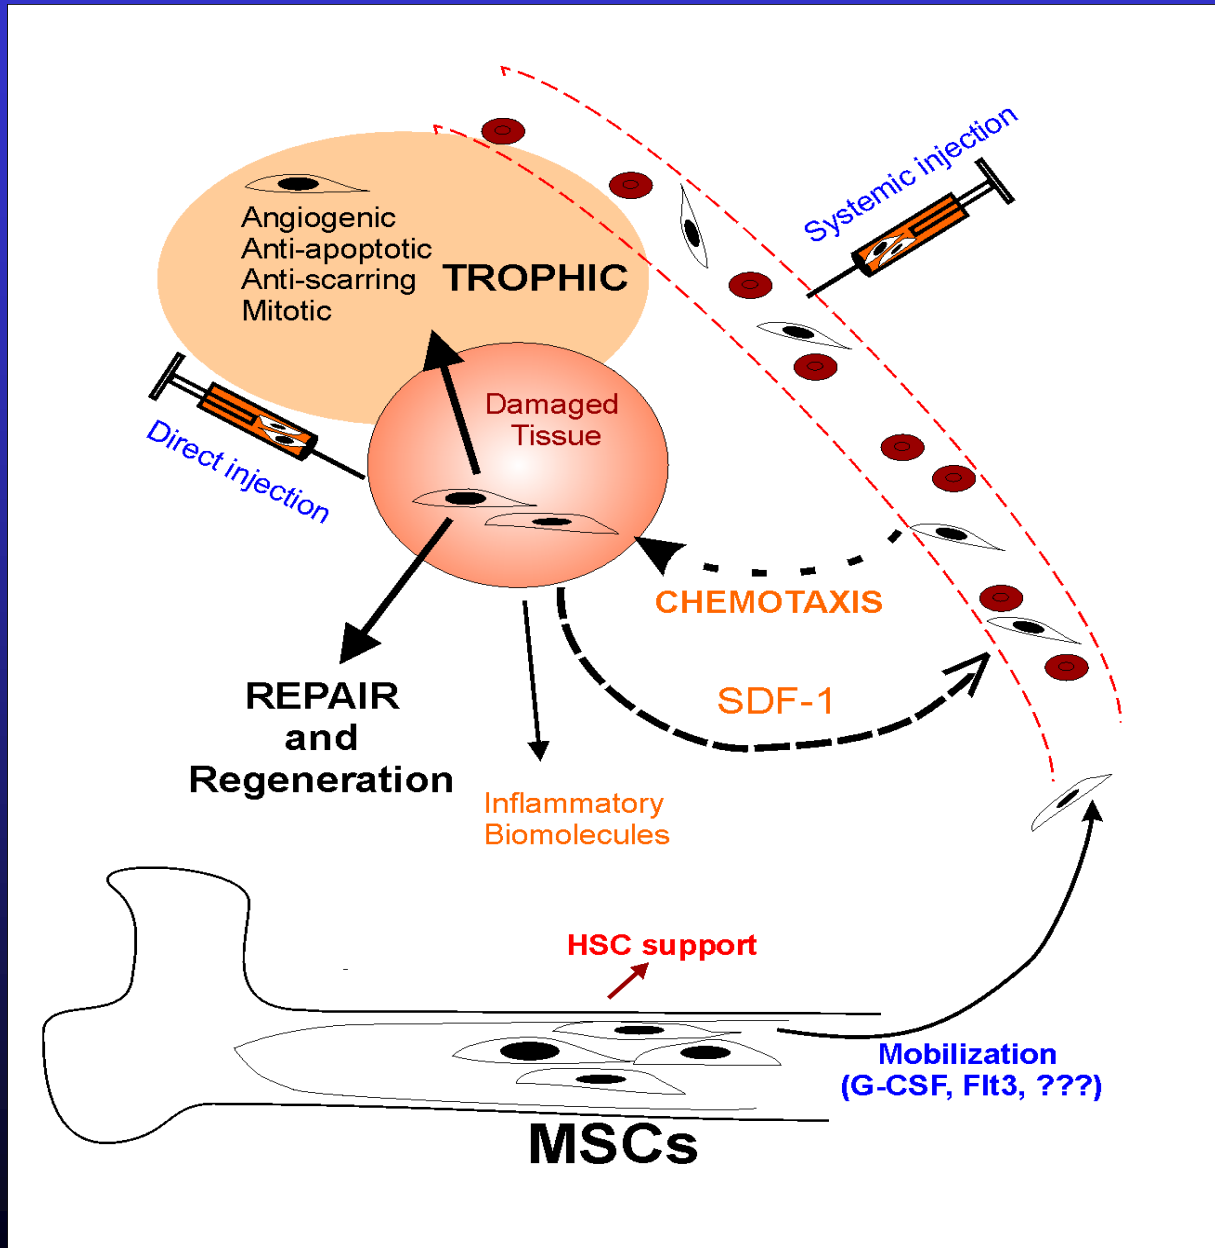 Systemic injection
Angiogenic
Anti-apoptotic
Anti-scarring
Mitotic
TROPHIC
Direct injection
Damaged
Tissue
CHEMOTAXIS
SDF-1
REPAIR
and
Regeneration
Inflammatory
Biomolecules
HSC support
Mobilization
(G-CSF, Flt3, ???)
MSCs